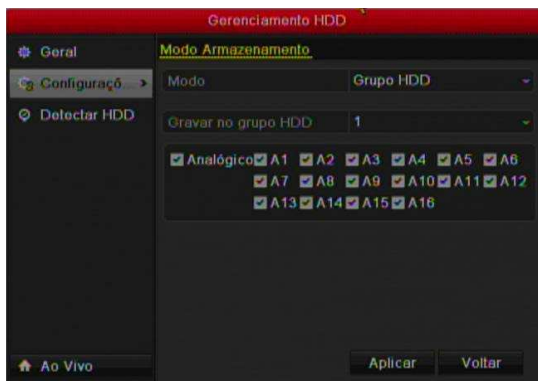 Gerenciamento HDD
Geral
Configuraçõ...
Detectar HDD
Ao Vivo
Modo Armazenamento
Modo Grupo HDD
Gravar no grupo HDD 1
Analógico A1 A2 A3 A4 A5 A6
A7 A8 A9 A10 A11 A12
A13 A14 A15 A16
Aplicar Voltar